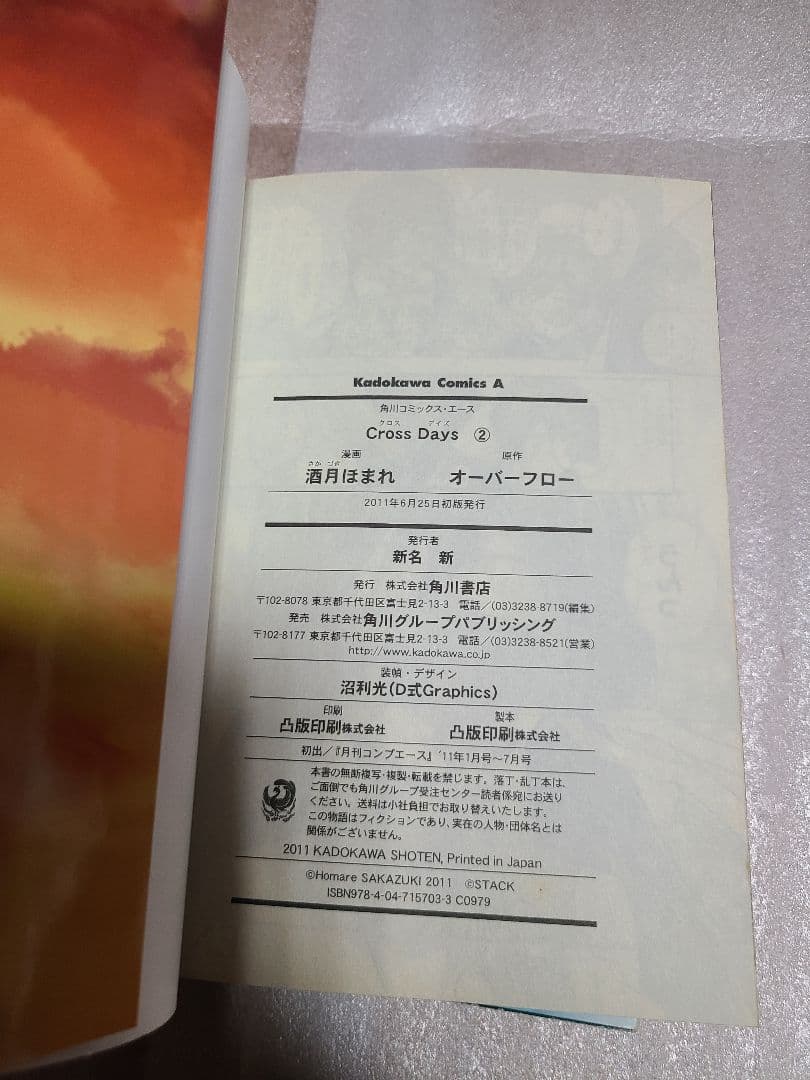 Kadokawa Comics A
角川コミックス・エース
クロス デイズ
Cross Days ②
漫画 原作
さかづき
酒月ほまれ オーバーフロー
2011年6月25日初版発行
発行者
新名 新
発行 株式会社角川書店
〒102-8078 東京都千代田区富士見2-13-3 電話/(03)3238-8719(編集)
発売 株式会社角川グループパブリッシング
〒102-8177 東京都千代田区富士見2-13-3 電話/(03)3238-8521(営業)
http://www.kadokawa.co.jp
装幀・デザイン
沼利光(D式Graphics)
印刷 製本
凸版印刷株式会社 凸版印刷株式会社
初出/『月刊コンプエース』'11年1月号～7月号
本書の無断複写・複製・転載を禁じます。落丁・乱丁本は、
ご面倒でも角川グループ受注センター読者係宛にお送り
ください。送料は小社負担でお取り替えいたします。
この物語はフィクションであり、実在の人物・団体名とは
関係がございません。
2011 KADOKAWA SHOTEN, Printed in Japan
©Homare SAKAZUKI 2011 ©STACK
ISBN978-4-04-715703-3 C0979